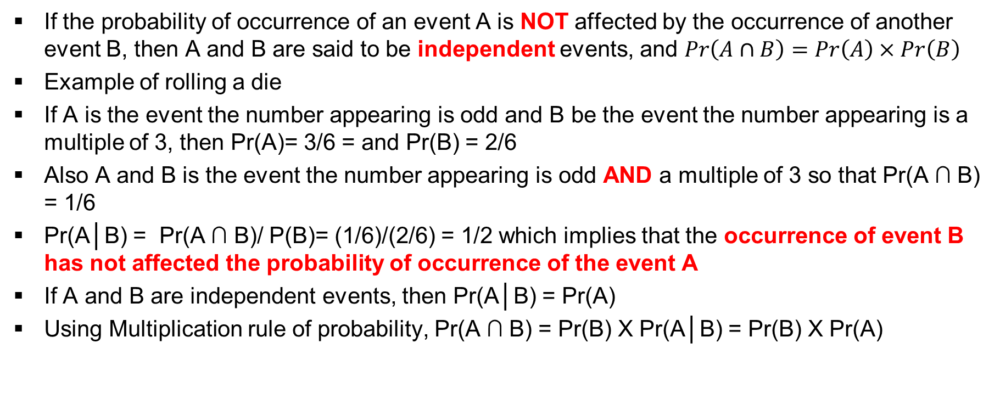 ▪ If the probability of occurrence of an event A is NOT affected by the occurrence of another
event B, then A and B are said to be independent events, and 𝑃𝑟(𝐴 ∩ 𝐵) = 𝑃𝑟(𝐴) × 𝑃𝑟(𝐵)
▪ Example of rolling a die
▪ If A is the event the number appearing is odd and B be the event the number appearing is a
multiple of 3, then Pr(A)= 3/6 = and Pr(B) = 2/6
▪ Also A and B is the event the number appearing is odd AND a multiple of 3 so that Pr(A ∩ B)
= 1/6
▪ Pr(A│B) =  Pr(A ∩ B)/ P(B)= (1/6)/(2/6) = 1/2 which implies that the occurrence of event B
has not affected the probability of occurrence of the event A
▪ If A and B are independent events, then Pr(A│B) = Pr(A)
▪ Using Multiplication rule of probability, Pr(A ∩ B) = Pr(B) X Pr(A│B) = Pr(B) X Pr(A)